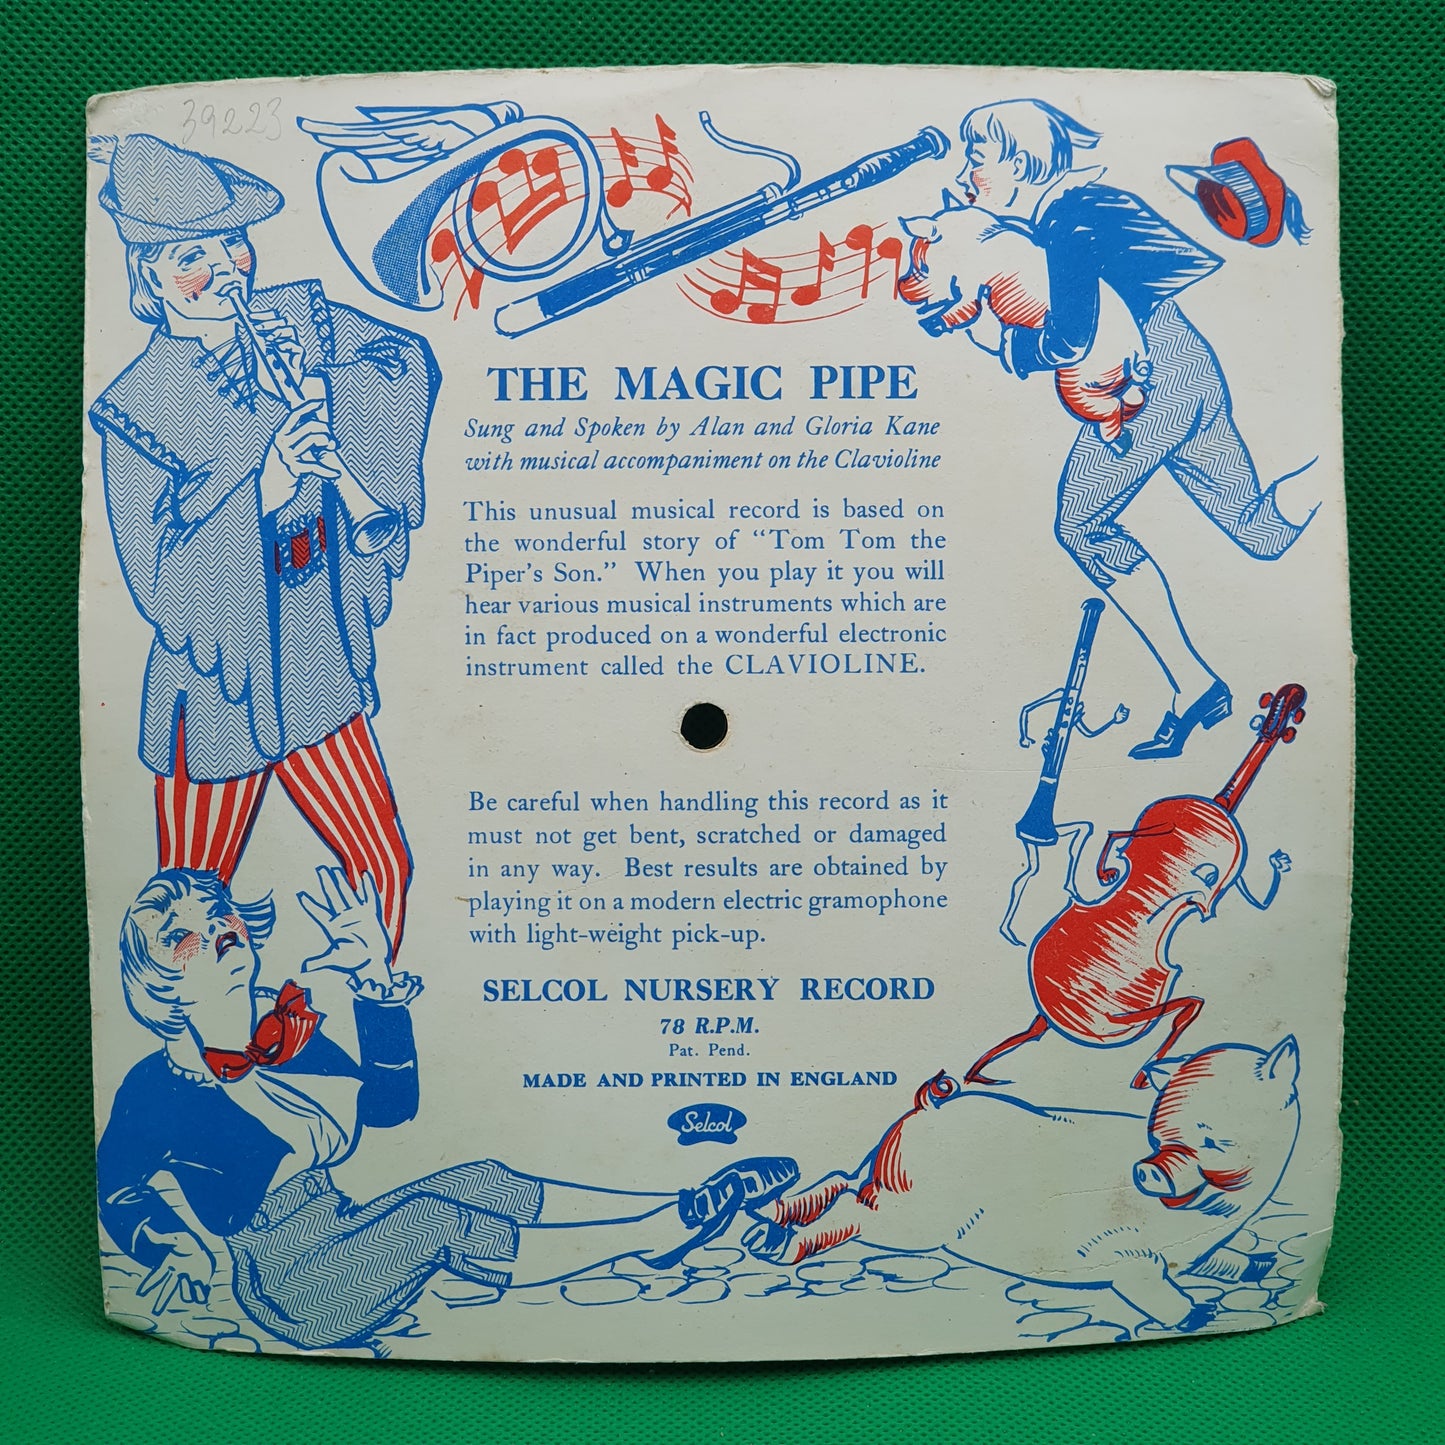 39223
THE MAGIC PIPE
Sung and Spoken by Alan and Gloria Kane
with musical accompaniment on the Clavioline
This unusual musical record is based on
the wonderful story of “Tom Tom the
Piper's Son.” When you play it you will
hear various musical instruments which are
in fact produced on a wonderful electronic
instrument called the CLAVIOLINE.
Be careful when handling this record as it
must not get bent, scratched or damaged
in any way. Best results are obtained by
playing it on a modern electric gramophone
with light-weight pick-up.
SELCOL NURSERY RECORD
78 R.P.M.
Pat. Pend.
MADE AND PRINTED IN ENGLAND
Selcol